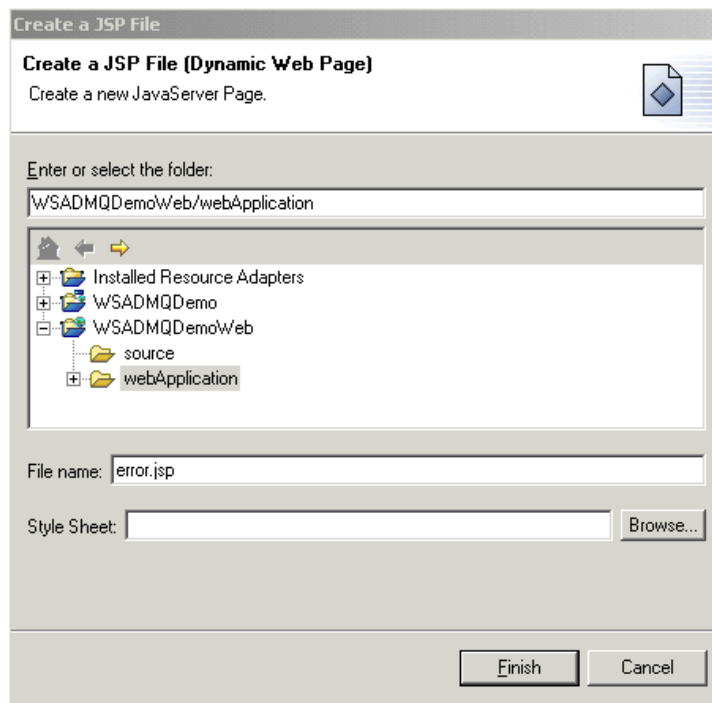 Create a JSP File
Create a JSP File (Dynamic Web Page)
Create a new JavaServer Page.
Enter or select the folder:
WSADMQDemoWeb/webApplication
Installed Resource Adapters
WSADMQDemo
WSADMQDemoWeb
source
webApplication
File name: error.jsp
Style Sheet: Browse...
Finish Cancel